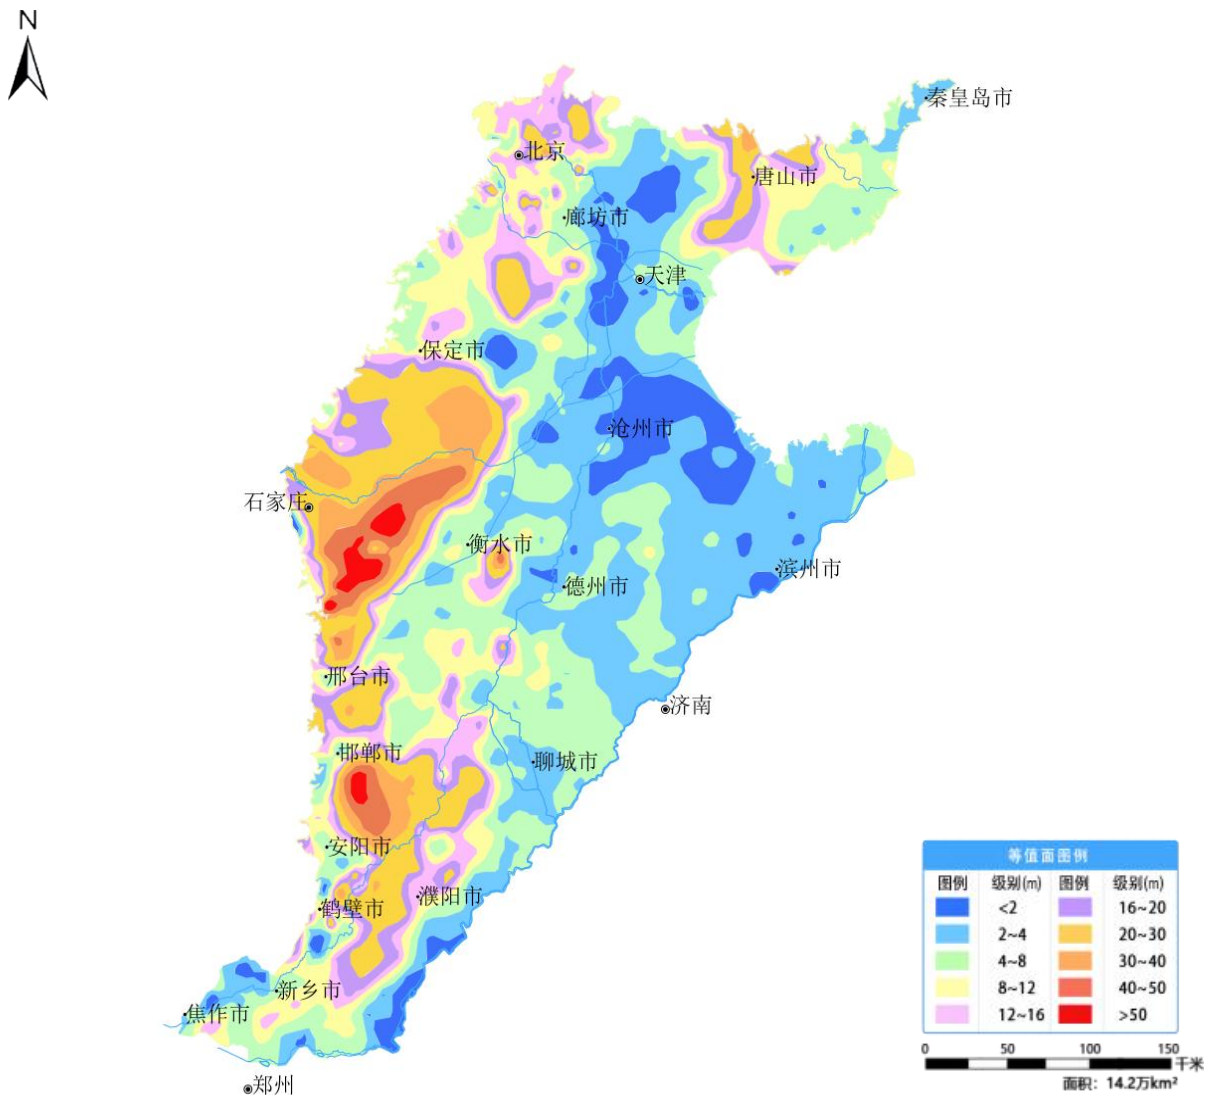 N
秦皇岛市
北京
唐山市
廊坊市
天津
保定市
沧州市
石家庄
衡水市
德州市
滨州市
邢台市
济南
邯郸市
聊城市
安阳市
濮阳市
鹤壁市
新乡市
焦作市
郑州
等值面图例
图例 级别(m) 图例 级别(m)
<2 16~20
2~4 20~30
4~8 30~40
8~12 40~50
12~16 >50
0 50 100 150
千米
面积：14.2万km²